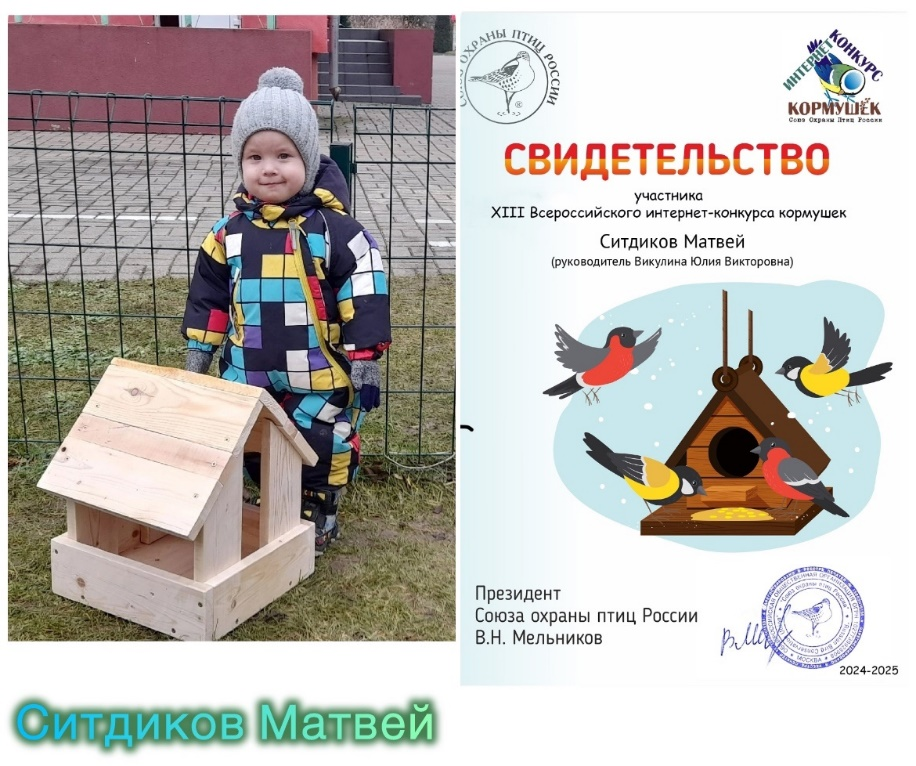 СОЮЗ ОХРАНЫ ПТИЦ РОССИИ
ИНТЕРНЕТ КОНКУРС
КОРМУШЕК
Союз Охраны Птиц России
СВИДЕТЕЛЬСТВО
участника
XIII Всероссийского интернет-конкурса кормушек
Ситдиков Матвей
(руководитель Викулина Юлия Викторовна)
Президент
Союза охраны птиц России
В.Н. Мельников
2024-2025
Ситдиков Матвей